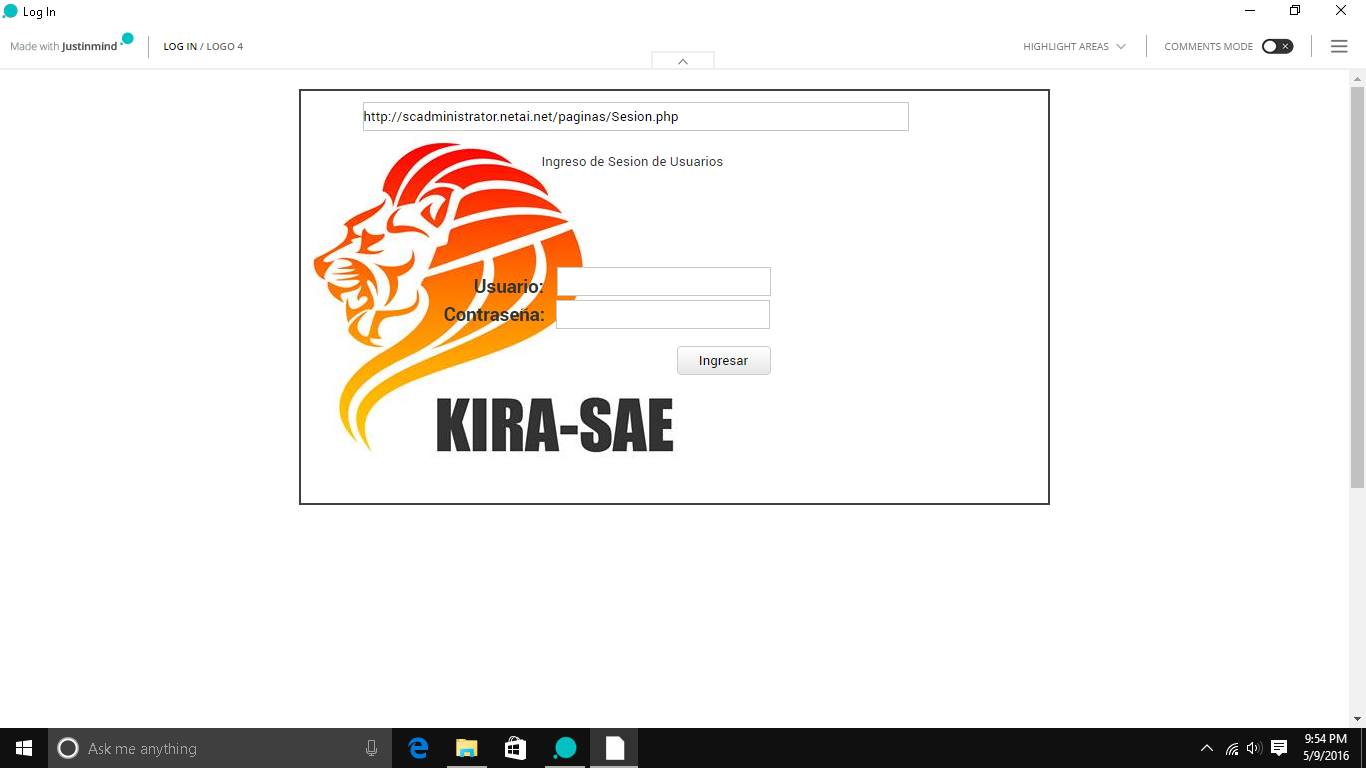 Log In
Made with Justinmind
LOG IN / LOGO 4
HIGHLIGHT AREAS
COMMENTS MODE
http://scadministrator.netai.net/paginas/Sesion.php
Ingreso de Sesion de Usuarios
Usuario:
Contraseña:
Ingresar
KIRA-SAE
Ask me anything
9:54 PM
5/9/2016